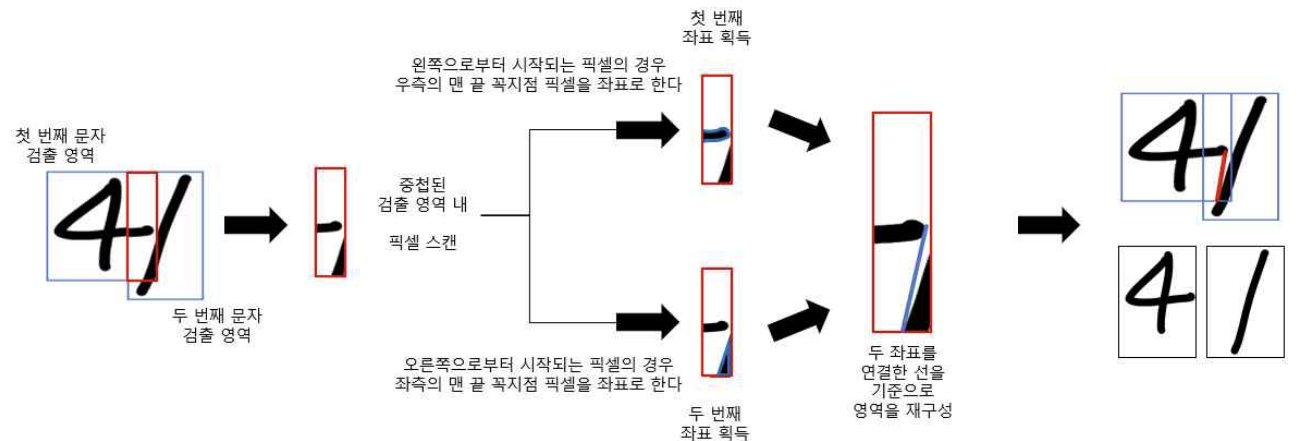 첫 번째 문자
검출 영역
41
두 번째 문자
검출 영역
중첩된
검출 영역 내
픽셀 스캔
왼쪽으로부터 시작되는 픽셀의 경우
우측의 맨 끝 꼭지점 픽셀을 좌표로 한다
첫 번째
좌표 획득
오른쪽으로부터 시작되는 픽셀의 경우
좌측의 맨 끝 꼭지점 픽셀을 좌표로 한다
두 번째
좌표 획득
두 좌표를
연결한 선을
기준으로
영역을 재구성
41
4 1